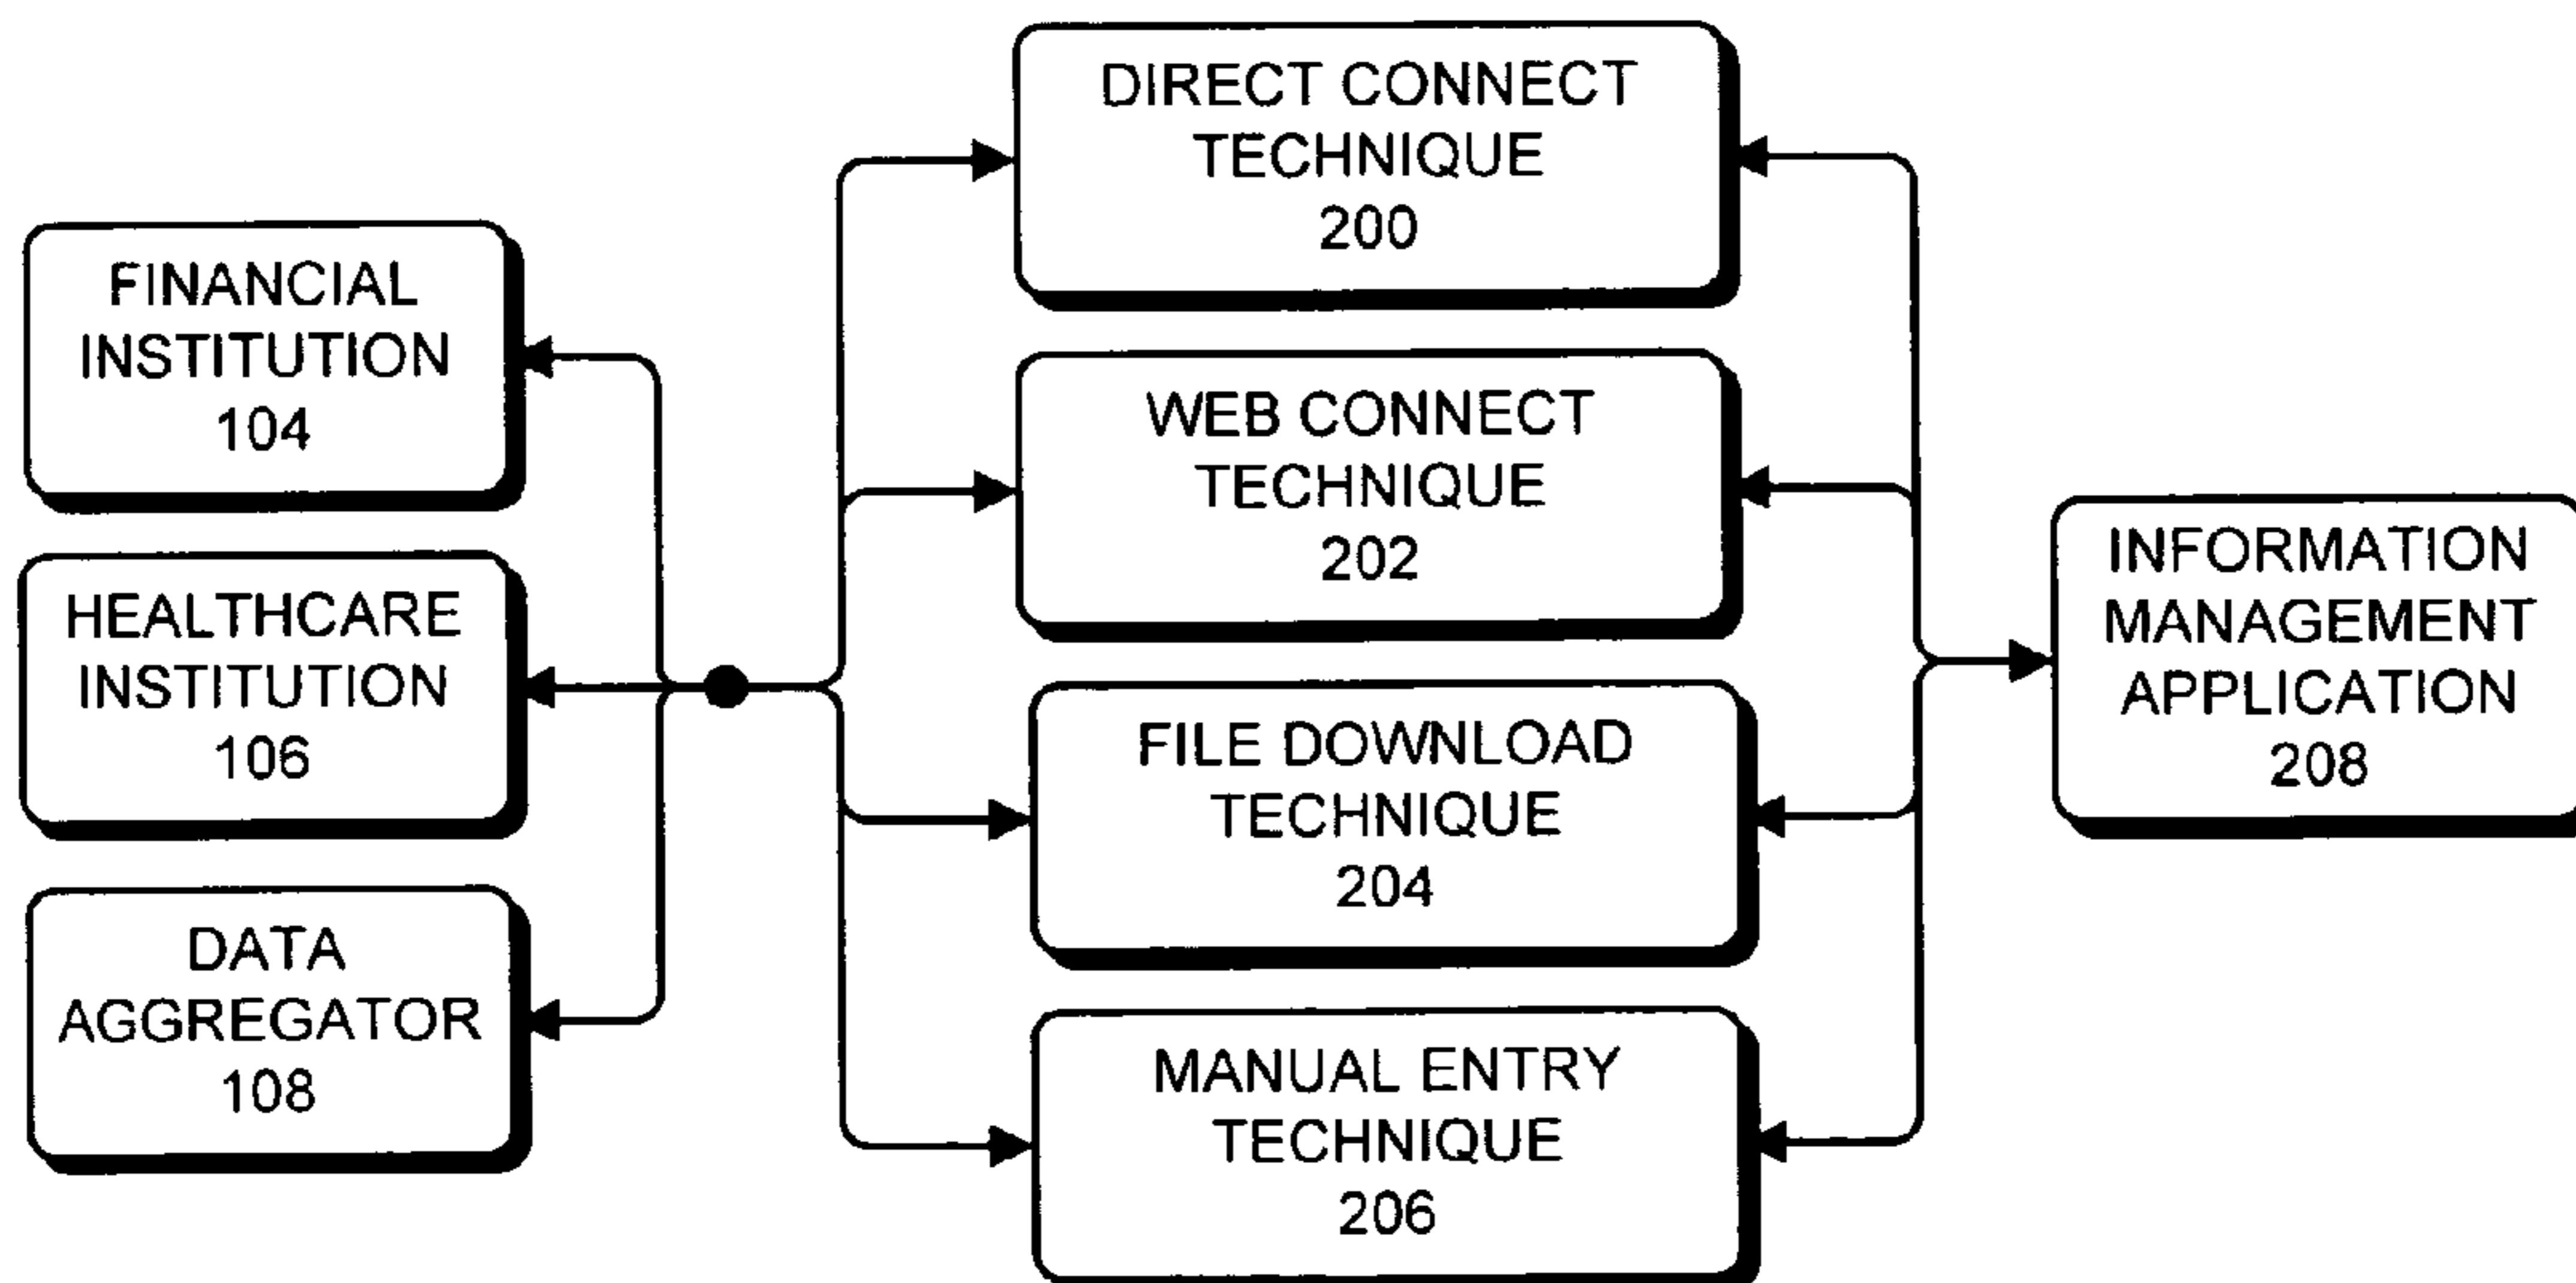 FINANCIAL
INSTITUTION
104
HEALTHCARE
INSTITUTION
106
DATA
AGGREGATOR
108
DIRECT CONNECT
TECHNIQUE
200
WEB CONNECT
TECHNIQUE
202
FILE DOWNLOAD
TECHNIQUE
204
MANUAL ENTRY
TECHNIQUE
206
INFORMATION
MANAGEMENT
APPLICATION
208